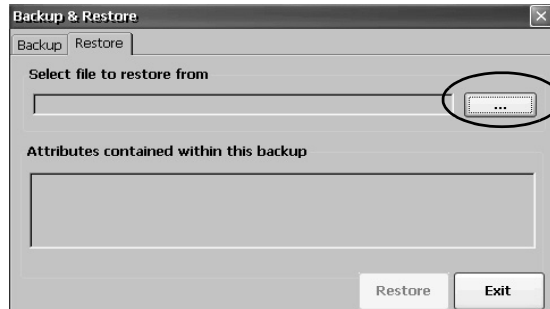 Backup & Restore
Backup Restore
Select file to restore from
...
Attributes contained within this backup
Restore Exit